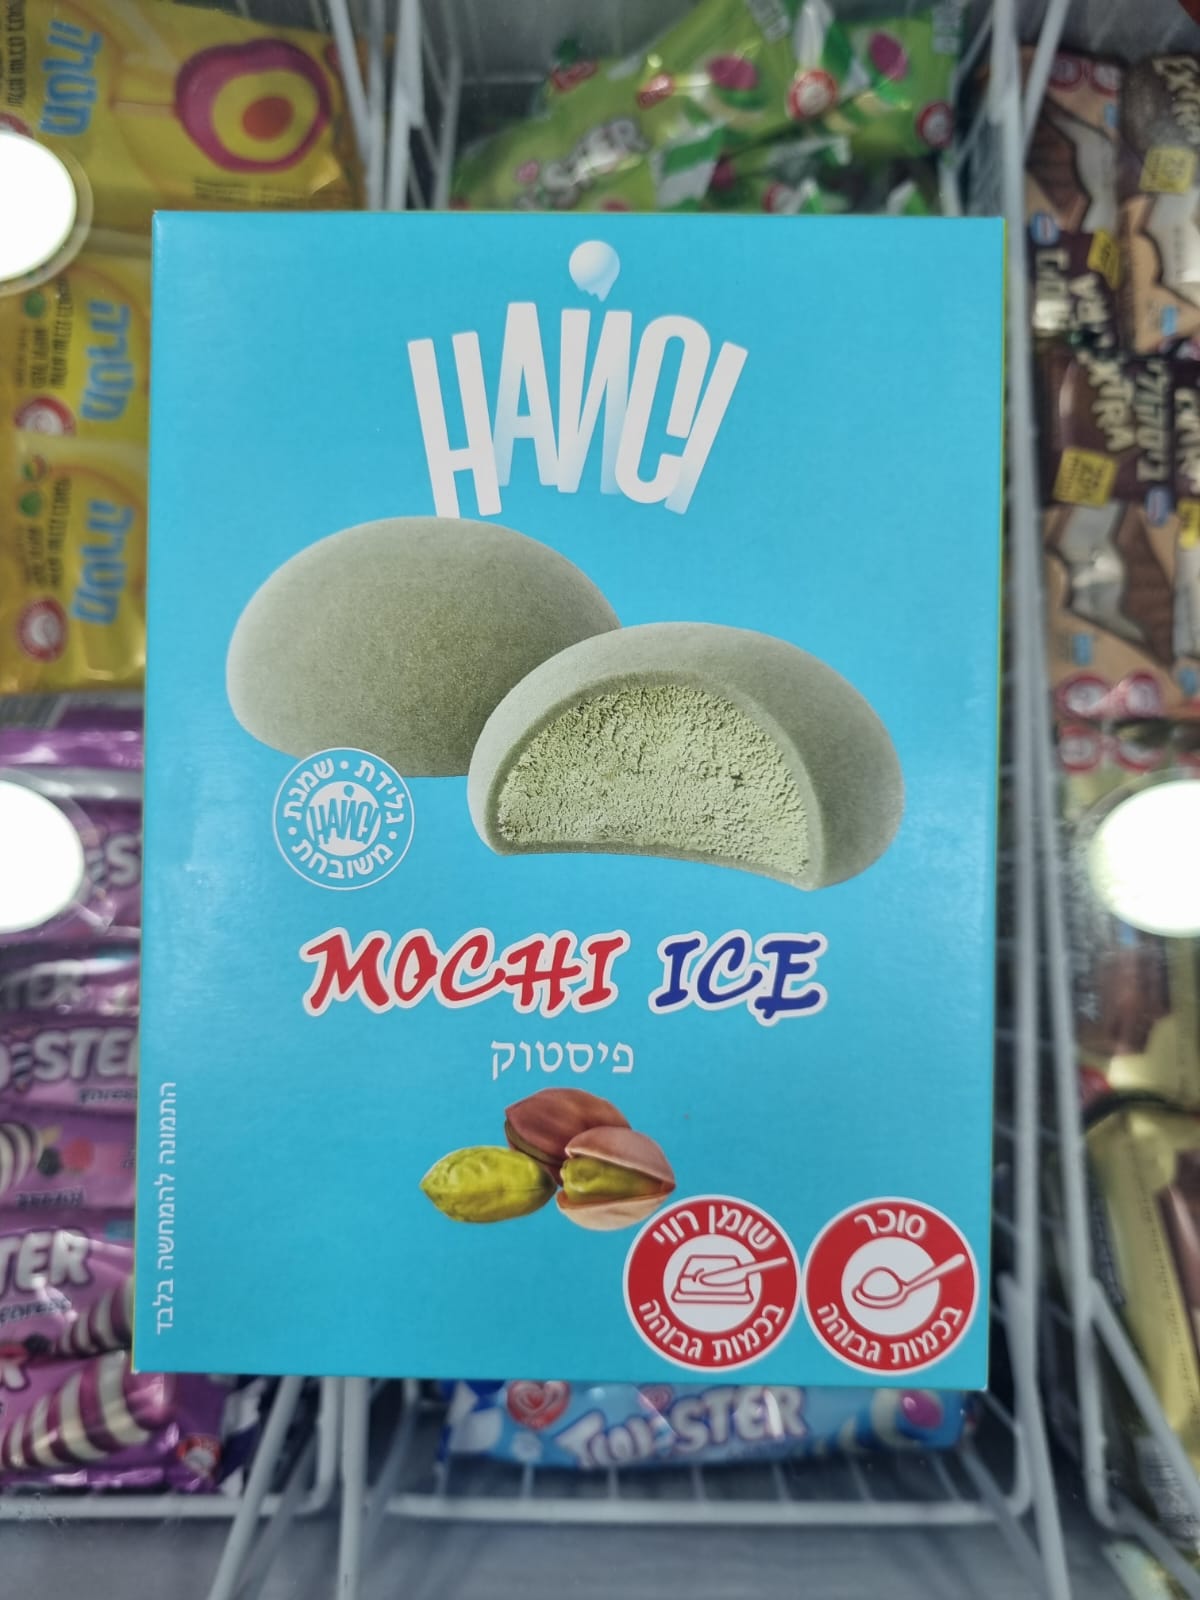 HANCI
גלידת • שמנת •
HANCI
משובחת •
MOCHI ICE
פיסטוק
התמונה להמחשה בלבד
שומן רווי
בכמות גבוהה
סוכר
בכמות גבוהה
TWISTER